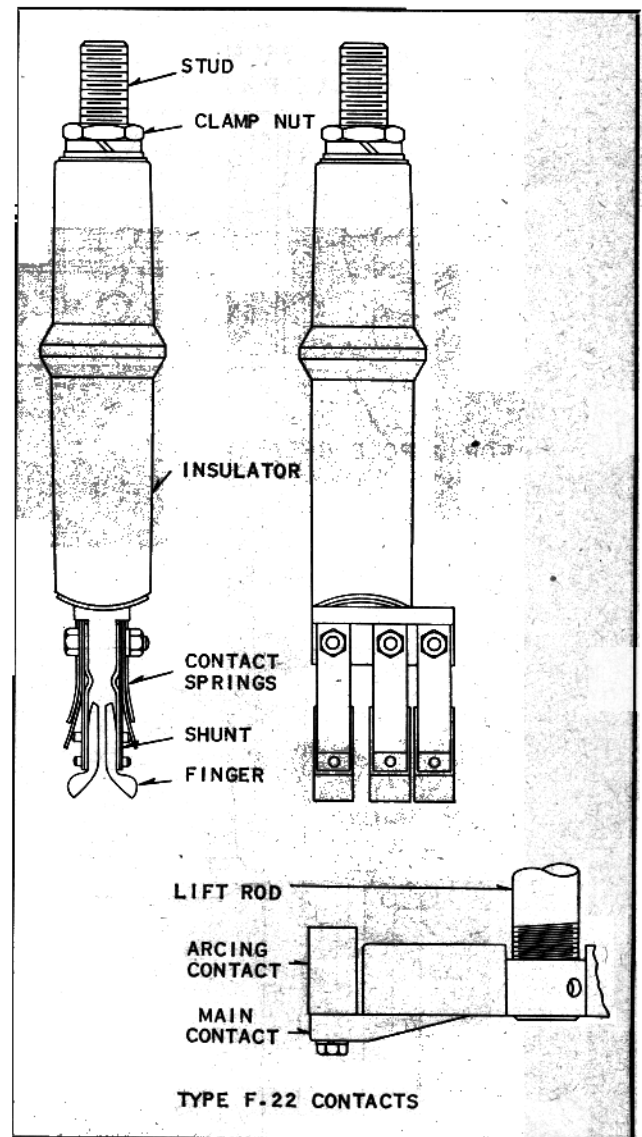 STUD
CLAMP NUT
INSULATOR
CONTACT
SPRINGS
SHUNT
FINGER
LIFT ROD
ARCING
CONTACT
MAIN
CONTACT
TYPE F-22 CONTACTS